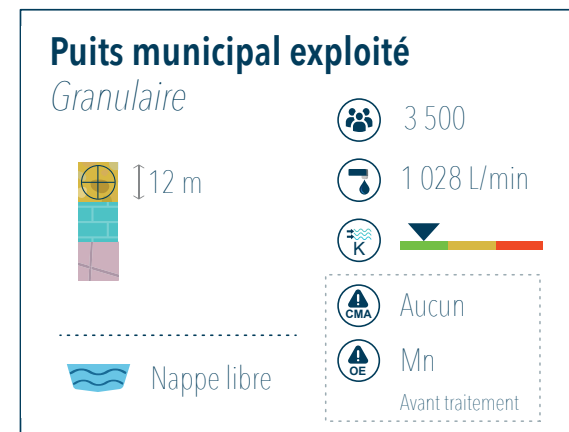 Puits municipal exploité
Granulaire
12 m
3 500
1 028 L/min
K
CMA
Aucun
OE
Mn
Avant traitement
Nappe libre